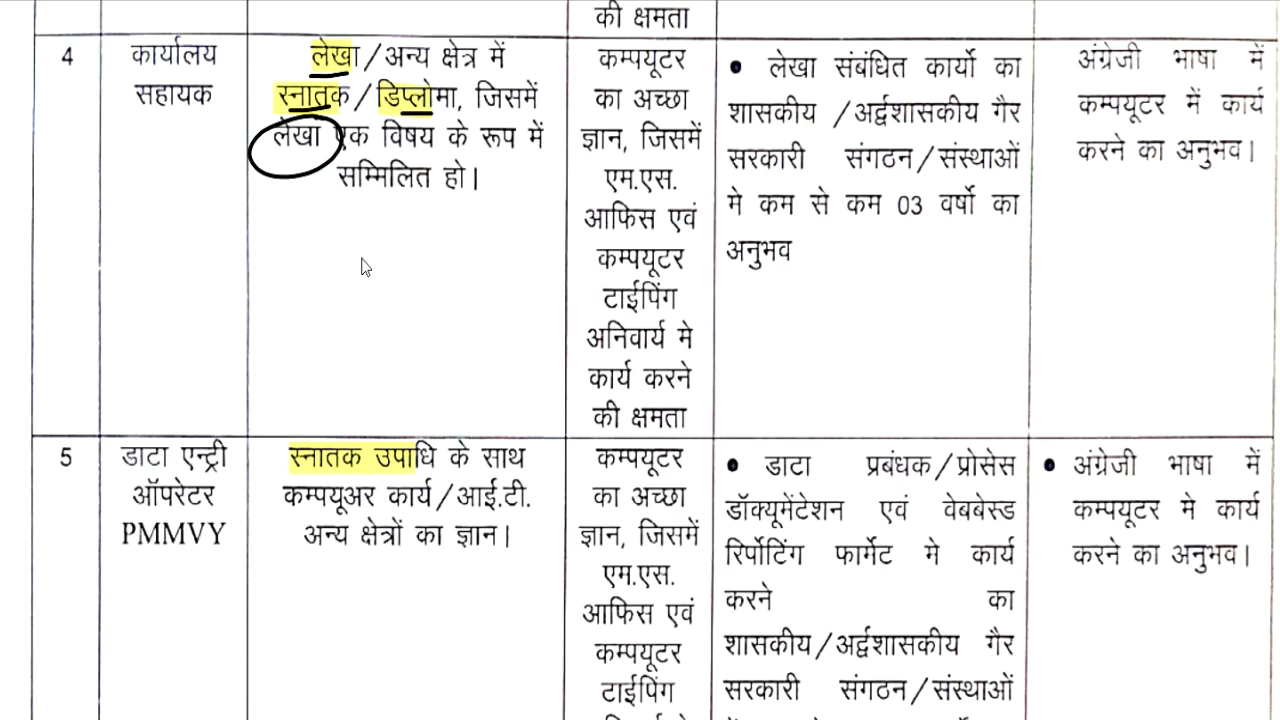 की क्षमता
4
कार्यालय
सहायक
लेखा/अन्य क्षेत्र में
स्नातक/डिप्लोमा, जिसमें
लेखा एक विषय के रूप में
सम्मिलित हो।
कम्पयूटर
का अच्छा
ज्ञान, जिसमें
एम.एस.
आफिस एवं
कम्पयूटर
टाईपिंग
अनिवार्य मे
कार्य करने
की क्षमता
• लेखा संबंधित कार्यो का
शासकीय/अर्द्वशासकीय गैर
सरकारी संगठन/संस्थाओं
मे कम से कम 03 वर्षो का
अनुभव
अंग्रेजी भाषा में
कम्पयूटर में कार्य
करने का अनुभव।
5
डाटा एन्ट्री
ऑपरेटर
PMMVY
स्नातक उपाधि के साथ
कम्पयूअर कार्य/आई.टी.
अन्य क्षेत्रों का ज्ञान।
कम्पयूटर
का अच्छा
ज्ञान, जिसमें
एम.एस.
आफिस एवं
कम्पयूटर
टाईपिंग
• डाटा प्रबंधक/प्रोसेस
डॉक्यूमेंटेशन एवं वेबबेस्ड
रिर्पोटिंग फार्मेट मे कार्य
करने का
शासकीय/अर्द्वशासकीय गैर
सरकारी संगठन/संस्थाओं
• अंग्रेजी भाषा में
कम्पयूटर मे कार्य
करने का अनुभव।